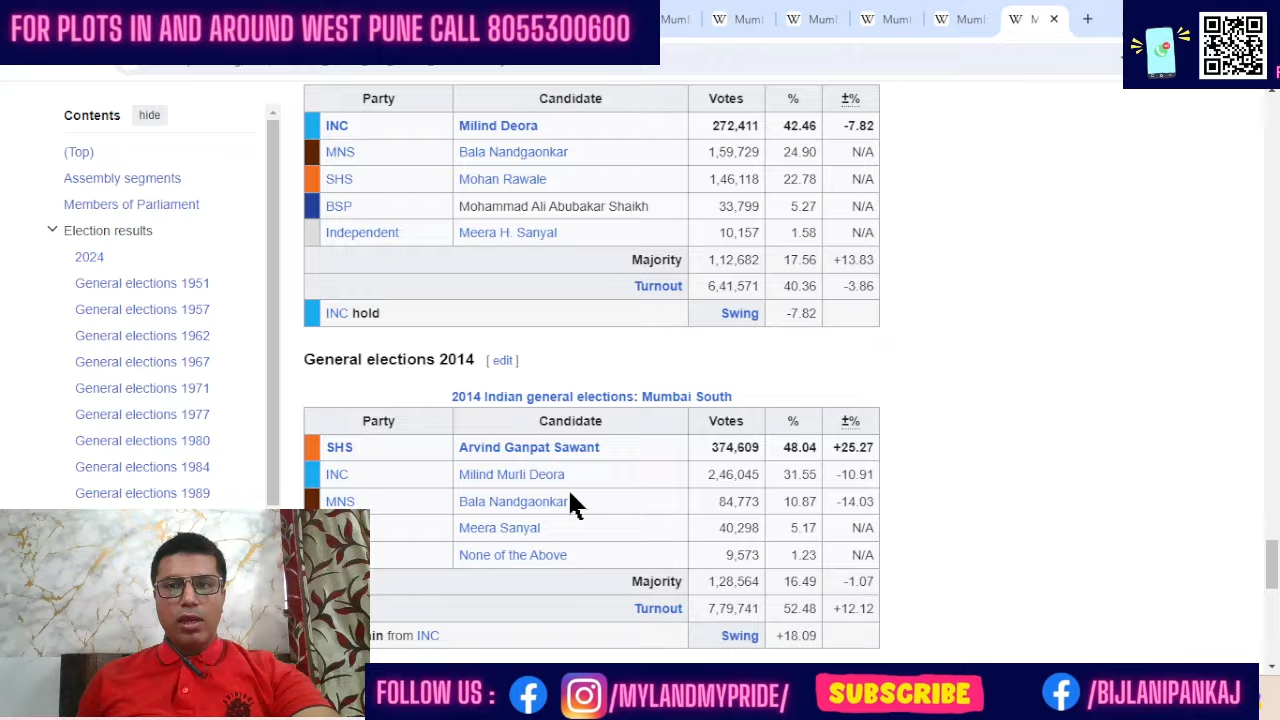 FOR PLOTS IN AND AROUND WEST PUNE CALL 8055300600
W Muml W Muml W Muml W Muml W M
Contents hide
(Top)
Assembly segments
Members of Parliament
Election results
2024
General elections 1951
General elections 1957
General elections 1962
General elections 1967
General elections 1971
General elections 1977
General elections 1980
General elections 1984
General elections 1989
Party Candidate Votes % ±%
INC Milind Deora 272,411 42.46 -7.82
MNS Bala Nandgaonkar 1,59,729 24.90 N/A
SHS Mohan Rawale 1,46,118 22.78 N/A
BSP Mohammad Ali Abubakar Shaikh 33,799 5.27 N/A
Independent Meera H. Sanyal 10,157 1.58 N/A
Majority 1,12,682 17.56 +13.83
Turnout 6,41,571 40.36 -3.86
INC hold Swing -7.82
General elections 2014 [ edit ]
2014 Indian general elections: Mumbai South
Party Candidate Votes % ±%
SHS Arvind Ganpat Sawant 374,609 48.04 +25.27
INC Milind Murli Deora 2,46,045 31.55 -10.91
MNS Bala Nandgaonkar 84,773 10.87 -14.03
Meera Sanyal 40,298 5.17 N/A
None of the Above 9,573 1.23 N/A
Majority 1,28,564 16.49 -1.07
Turnout 7,79,741 52.48 +12.12
in from INC Swing +18.09
FOLLOW US : /MYLANDMYPRIDE/ SUBSCRIBE /BIJLANIPANKAJ